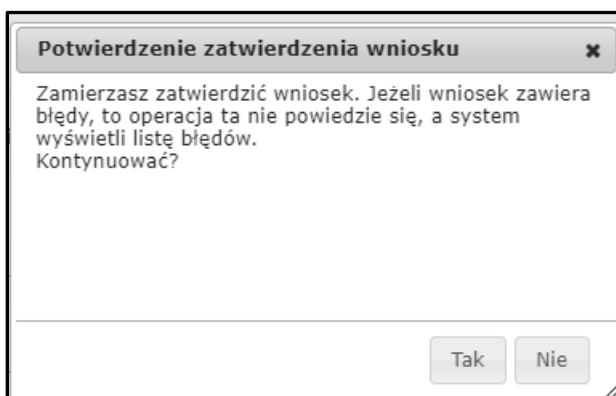 Potwierdzenie zatwierdzenia wniosku
Zamierzasz zatwierdzić wniosek. Jeżeli wniosek zawiera
błędy, to operacja ta nie powiedzie się, a system
wyświetli listę błędów.
Kontynuować?
Tak Nie